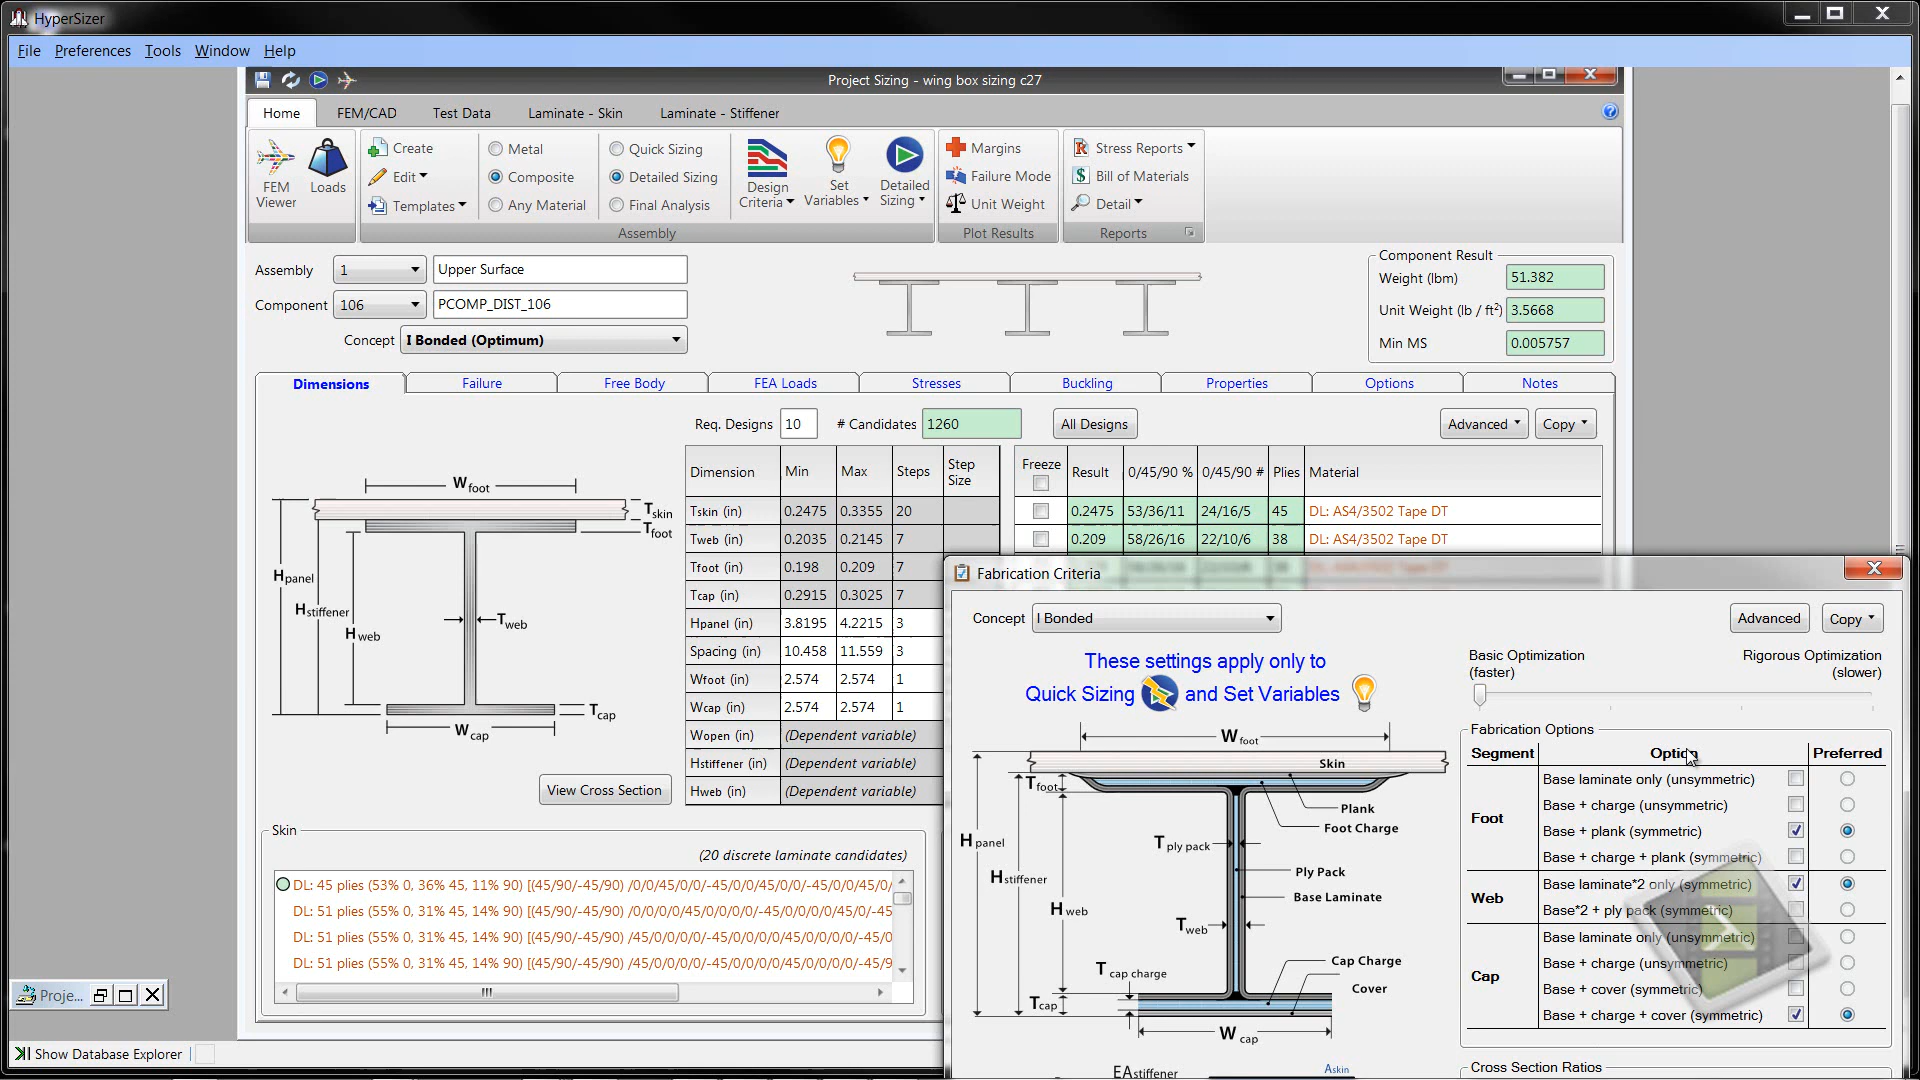 HyperSizer
File Preferences Tools Window Help
Project Sizing - wing box sizing c27
Home FEM/CAD Test Data Laminate - Skin Laminate - Stiffener
FEM Viewer
Loads
Create
Edit
Templates
Metal
Composite
Any Material
Quick Sizing
Detailed Sizing
Final Analysis
Design Criteria
Set Variables
Detailed Sizing
Assembly
Margins
Failure Mode
Unit Weight
Plot Results
Stress Reports
Bill of Materials
Detail
Reports
Assembly 1 Upper Surface
Component 106 PCOMP_DIST_106
Concept I Bonded (Optimum)
Component Result
Weight (lbm) 51.382
Unit Weight (lb / ft²) 3.5668
Min MS 0.005757
Dimensions Failure Free Body FEA Loads Stresses Buckling Properties Options Notes
Req. Designs 10 # Candidates 1260 All Designs Advanced Copy
Dimension Min Max Steps Step Size Freeze Result 0/45/90 % 0/45/90 # Plies Material
Tskin (in) 0.2475 0.3355 20 0.2475 53/36/11 24/16/5 45 DL: AS4/3502 Tape DT
Tweb (in) 0.2035 0.2145 7 0.209 58/26/16 22/10/6 38 DL: AS4/3502 Tape DT
Tfoot (in) 0.198 0.209 7
Tcap (in) 0.2915 0.3025 7
Hpanel (in) 3.8195 4.2215 3
Spacing (in) 10.458 11.559 3
Wfoot (in) 2.574 2.574 1
Wcap (in) 2.574 2.574 1
Wopen (in) (Dependent variable)
Hstiffener (in) (Dependent variable)
Hweb (in) (Dependent variable)
Wfoot
Tskin
Tfoot
Hpanel
Hstiffener
Hweb
Tweb
Tcap
Wcap
View Cross Section
Skin
(20 discrete laminate candidates)
DL: 45 plies (53% 0, 36% 45, 11% 90) [(45/90/-45/90) /0/0/45/0/0/-45/0/0/45/0/0/-45/0/0/45/0/
DL: 51 plies (55% 0, 31% 45, 14% 90) [(45/90/-45/90) /0/0/0/0/45/0/0/0/0/-45/0/0/0/0/45/0/-45
DL: 51 plies (55% 0, 31% 45, 14% 90) [(45/90/-45/90) /45/0/0/0/-45/0/0/0/45/0/0/0/-45/0/0/45/
DL: 51 plies (55% 0, 31% 45, 14% 90) [(45/90/-45/90) /45/0/0/0/0/-45/0/0/0/0/45/0/0/0/0/-45/9
Fabrication Criteria
Concept I Bonded Advanced Copy
These settings apply only to
Quick Sizing and Set Variables
Basic Optimization (faster)
Rigorous Optimization (slower)
Wfoot
Skin
Tfoot
Plank
Foot Charge
Hpanel
Tply pack
Hstiffener
Ply Pack
Base Laminate
Hweb
Tweb
Cap Charge
Tcap charge
Cover
Tcap
Wcap
EAstiffener
Askin
Fabrication Options
Segment Option Preferred
Foot
Base laminate only (unsymmetric)
Base + charge (unsymmetric)
Base + plank (symmetric)
Base + charge + plank (symmetric)
Web
Base laminate*2 only (symmetric)
Base*2 + ply pack (symmetric)
Cap
Base laminate only (unsymmetric)
Base + charge (unsymmetric)
Base + cover (symmetric)
Base + charge + cover (symmetric)
Cross Section Ratios
Proje...
Show Database Explorer